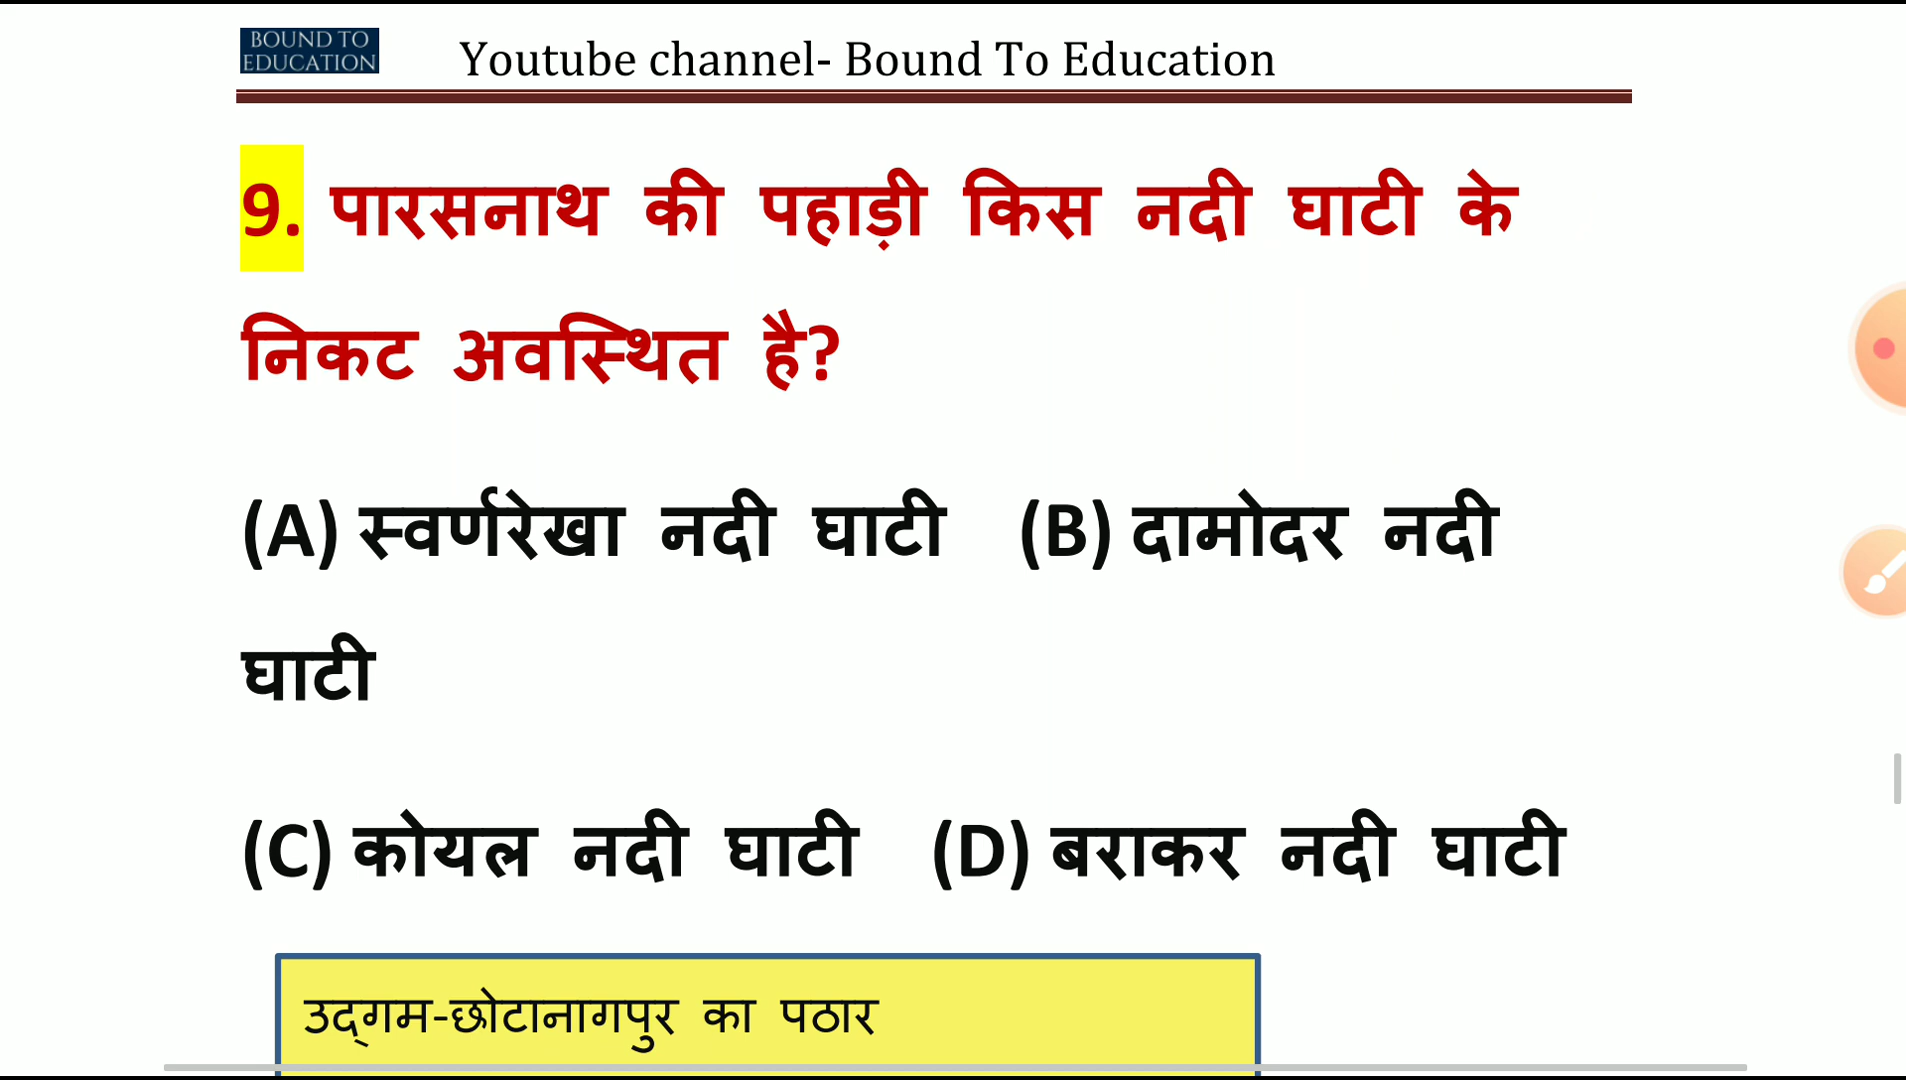 BOUND TO
EDUCATION
Youtube channel- Bound To Education
9. पारसनाथ की पहाड़ी किस नदी घाटी के
निकट अवस्थित है?
(A) स्वर्णरेखा नदी घाटी (B) दामोदर नदी
घाटी
(C) कोयल नदी घाटी (D) बराकर नदी घाटी
उद्गम-छोटानागपुर का पठार